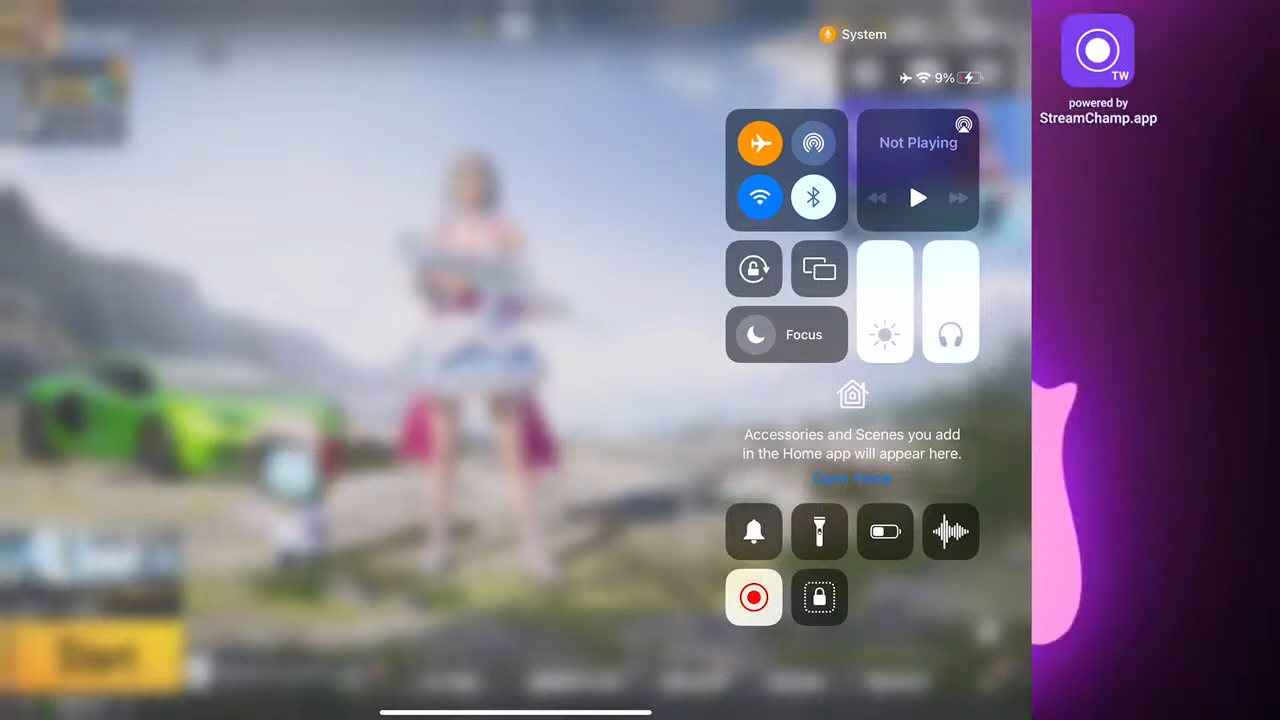 System
9%
TW
powered by
StreamChamp.app
Not Playing
Focus
Accessories and Scenes you add
in the Home app will appear here.
Open Home
Start